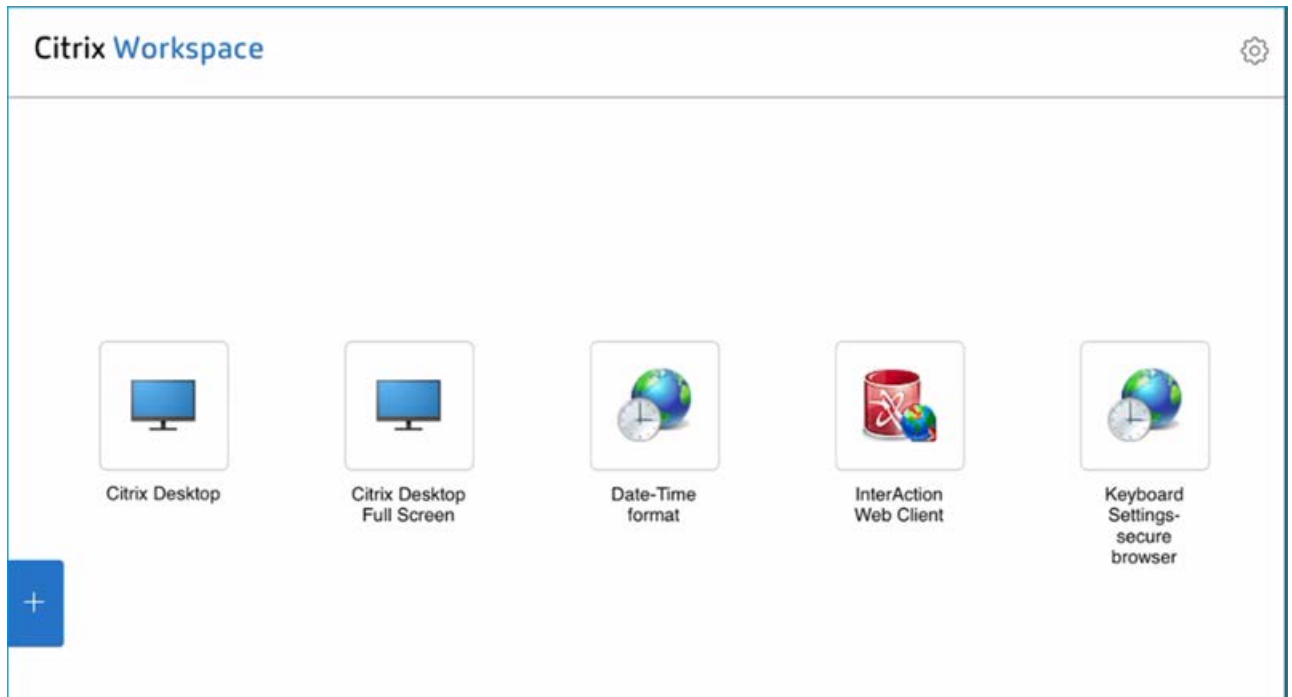 Citrix Workspace
Citrix Desktop
Citrix Desktop
Full Screen
Date-Time
format
InterAction
Web Client
Keyboard
Settings-
secure
browser
+